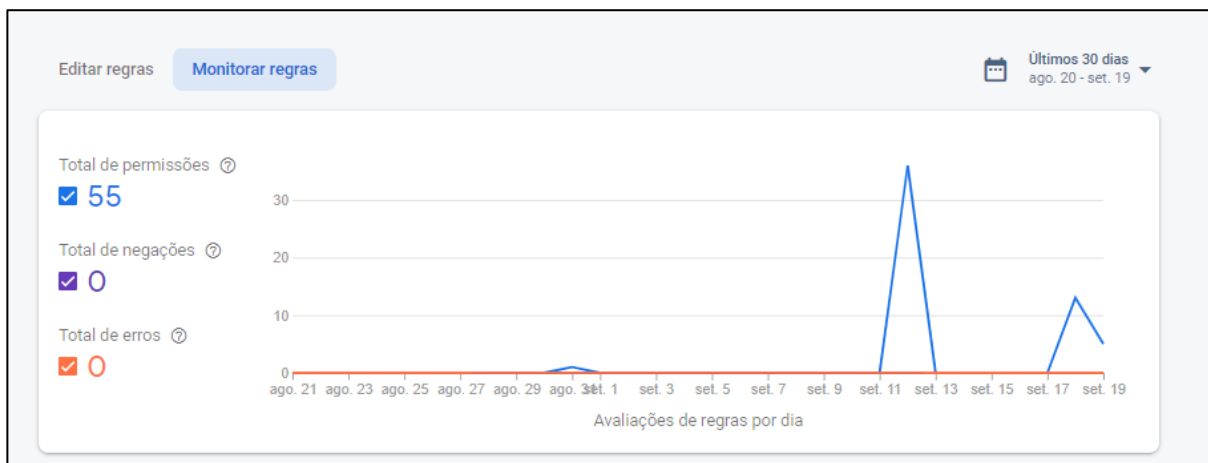 Editar regras
Monitorar regras
Últimos 30 dias
ago. 20 - set. 19
Total de permissões
55
Total de negações
0
Total de erros
0
30
20
10
0
ago. 21 ago. 23 ago. 25 ago. 27 ago. 29 ago. 31 set. 1 set. 3 set. 5 set. 7 set. 9 set. 11 set. 13 set. 15 set. 17 set. 19
Avaliações de regras por dia